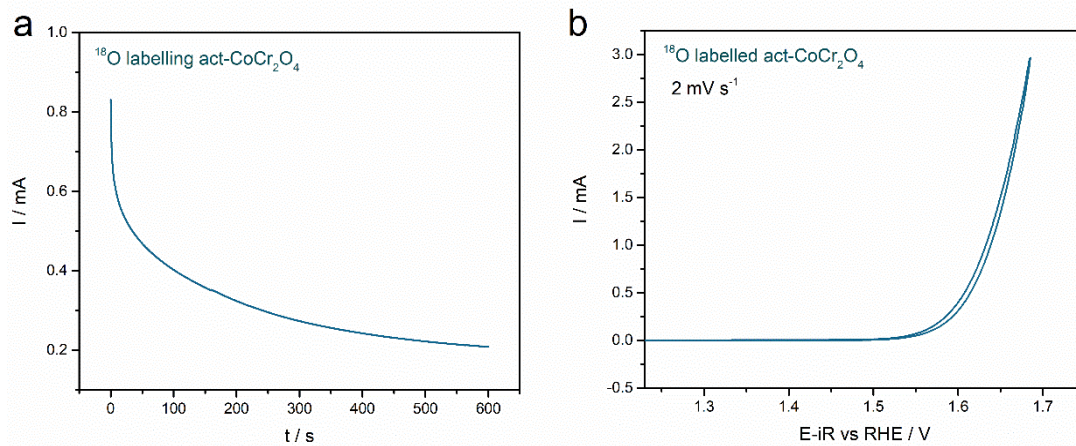 a
¹⁸O labelling act-CoCr₂O₄
1.0
0.8
0.6
0.4
0.2
I / mA
0
100
200
300
400
500
600
t / s
b
¹⁸O labelled act-CoCr₂O₄
2 mV s⁻¹
3.0
2.5
2.0
1.5
1.0
0.5
0.0
-0.5
I / mA
1.3
1.4
1.5
1.6
1.7
E-iR vs RHE / V